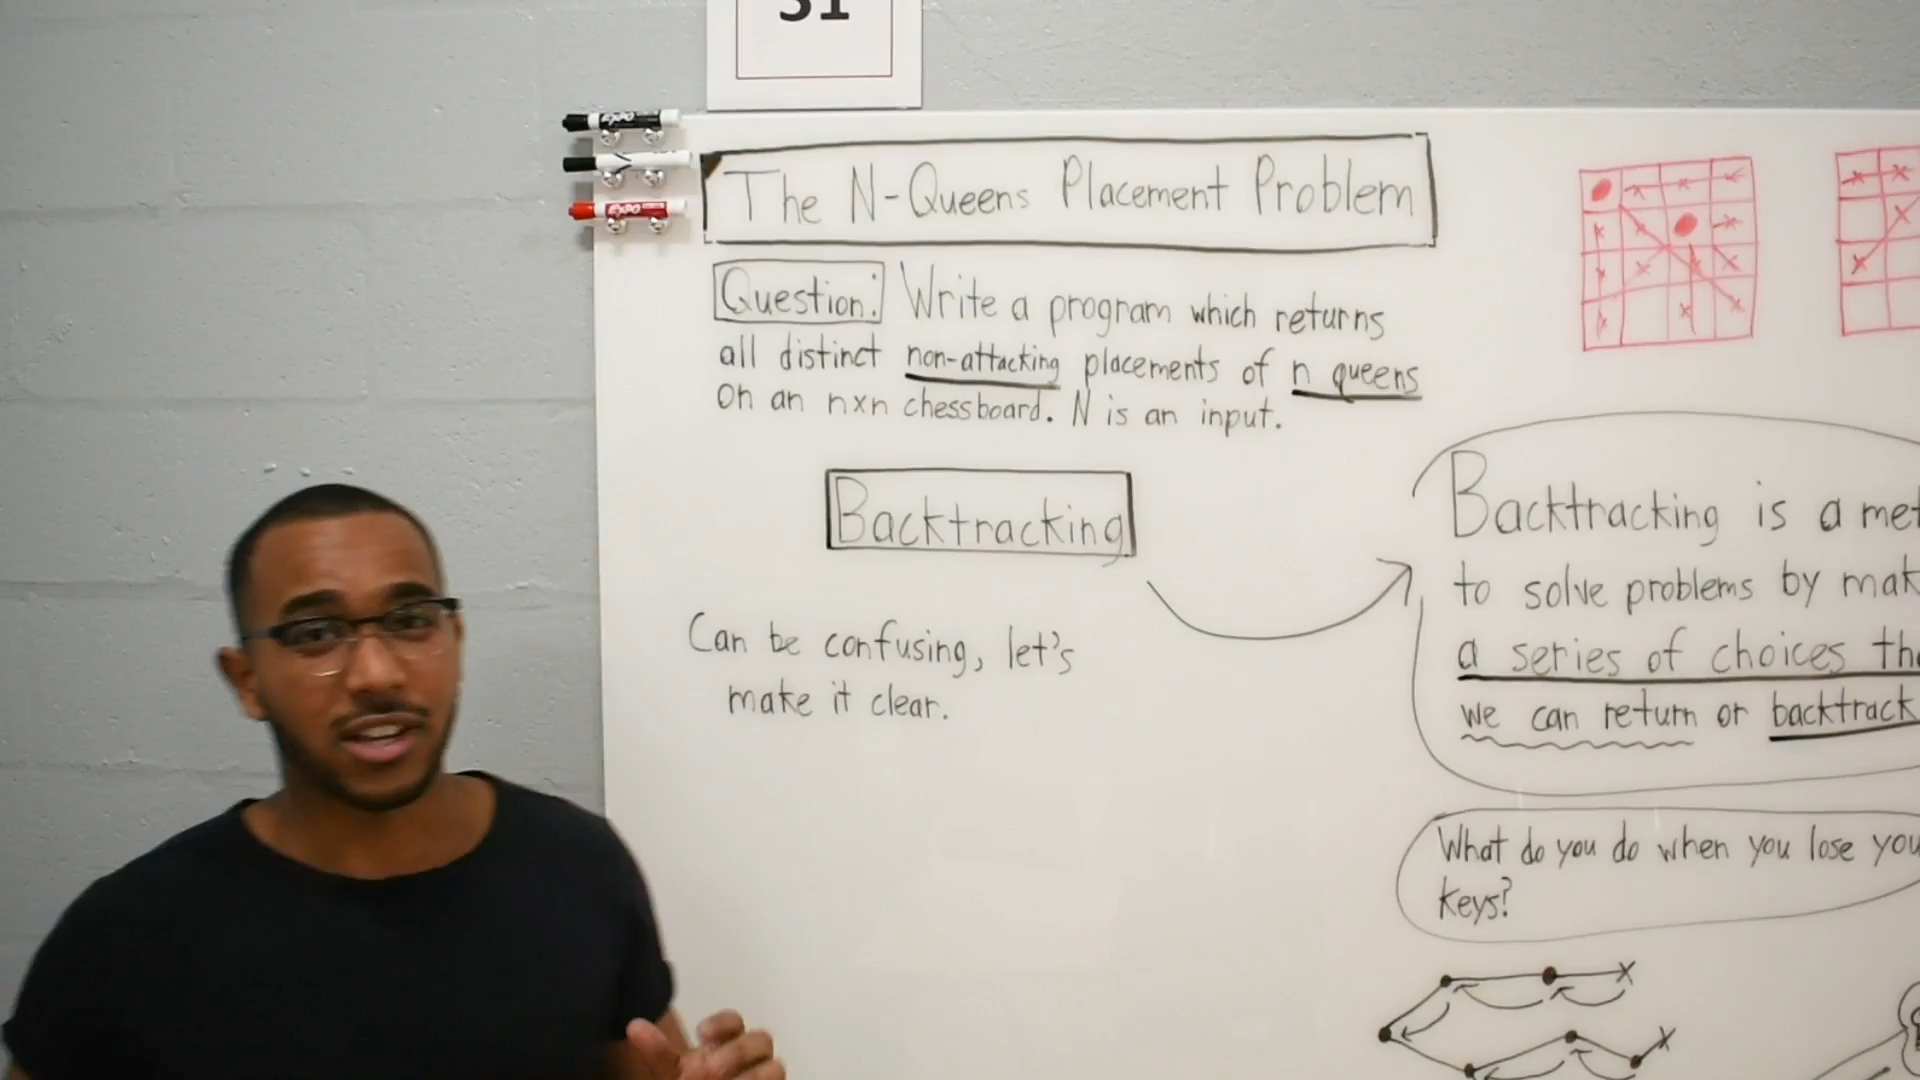 31
EXPO
EXPO
The N-Queens Placement Problem
Question: Write a program which returns
all distinct non-attacking placements of n queens
on an nxn chessboard. N is an input.
Backtracking
Can be confusing, let's
make it clear.
Backtracking is a met
to solve problems by mak
a series of choices tha
we can return or backtrack
What do you do when you lose you
keys?